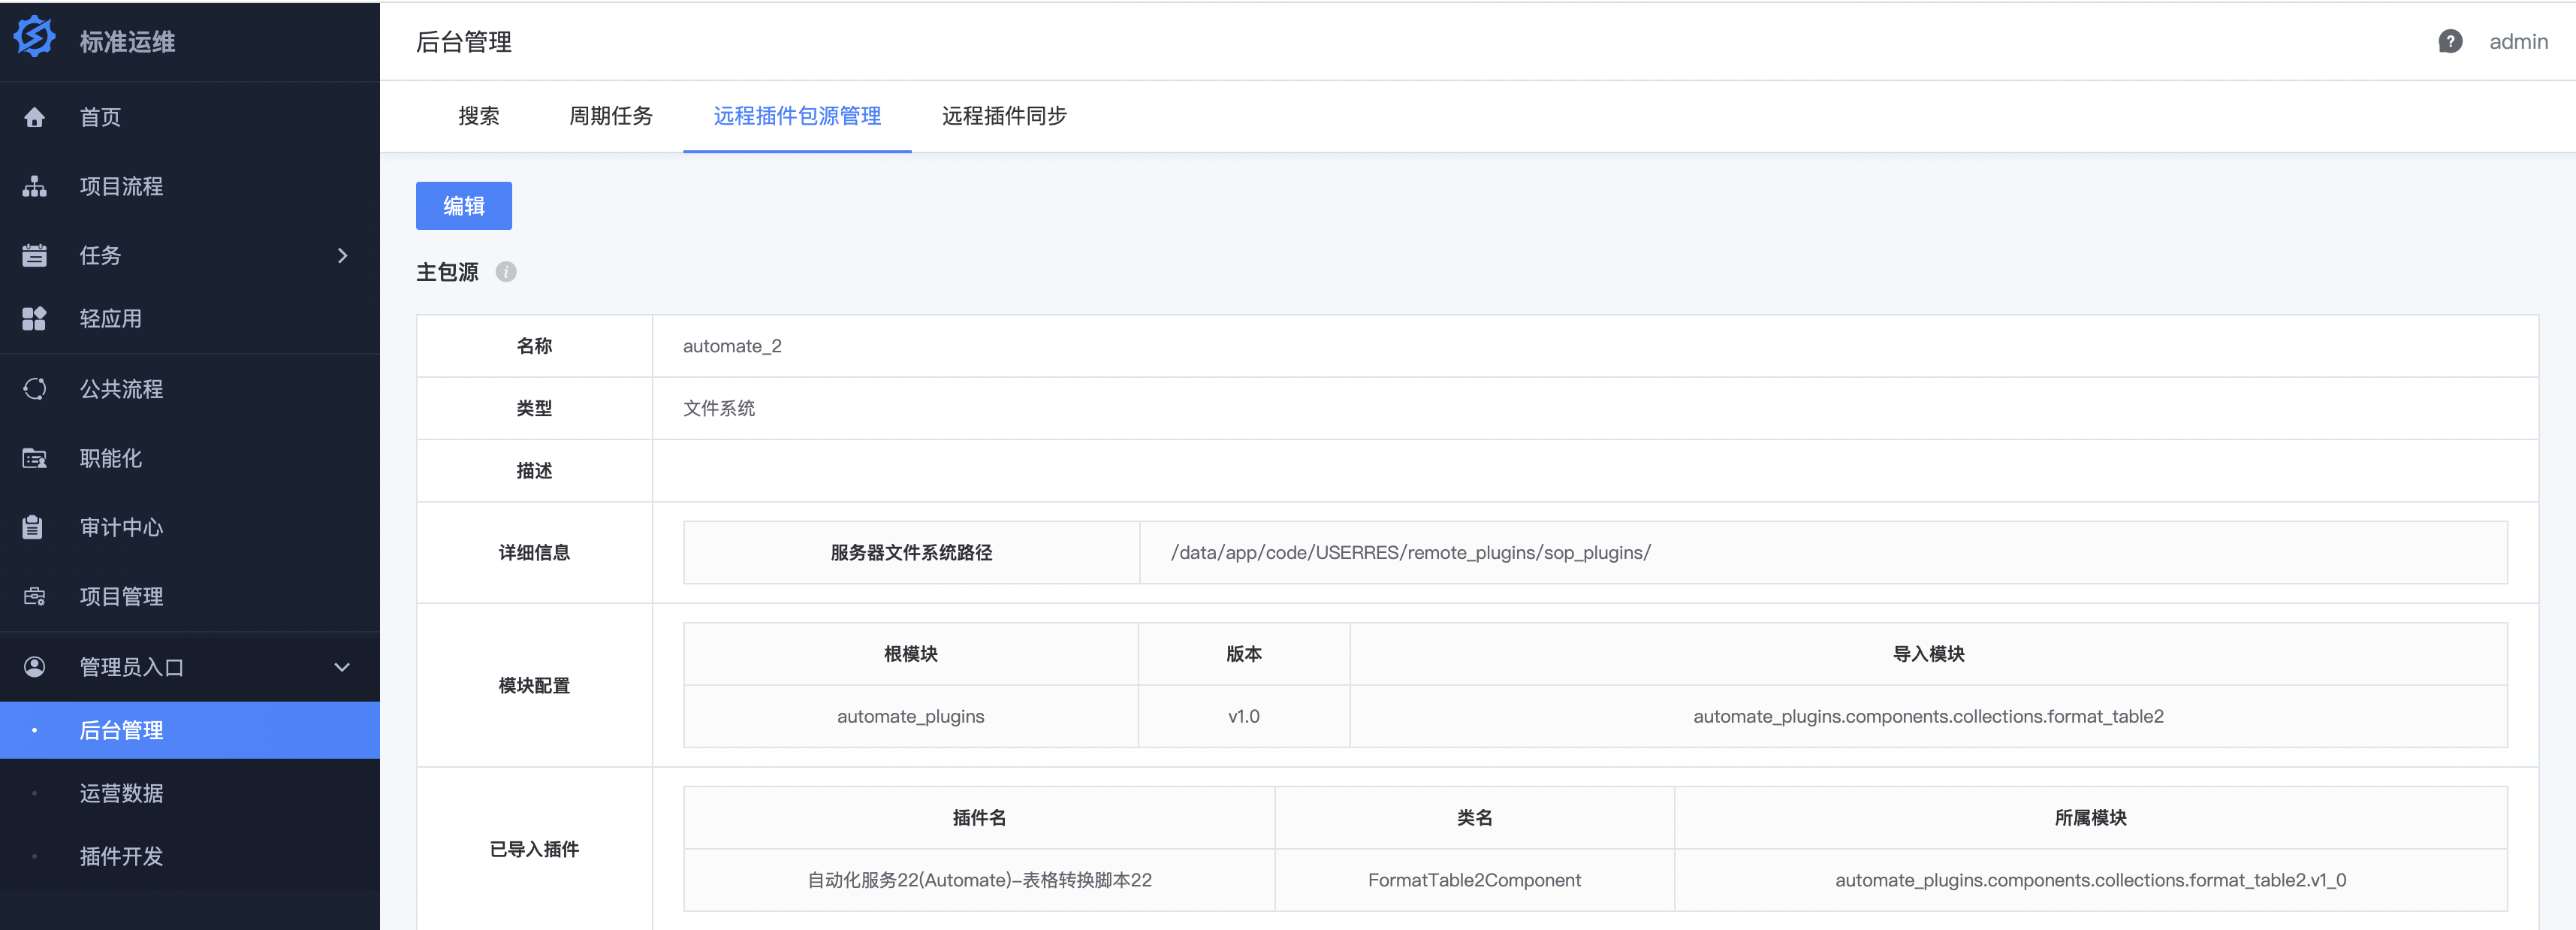 标准运维
后台管理
admin
首页
项目流程
任务
轻应用
公共流程
职能化
审计中心
项目管理
管理员入口
后台管理
运营数据
插件开发
搜索 周期任务 远程插件包源管理 远程插件同步
编辑
主包源
名称 automate_2
类型 文件系统
描述
详细信息 服务器文件系统路径 /data/app/code/USERRES/remote_plugins/sop_plugins/
模块配置
根模块 版本 导入模块
automate_plugins v1.0 automate_plugins.components.collections.format_table2
已导入插件
插件名 类名 所属模块
自动化服务22(Automate)-表格转换脚本22 FormatTable2Component automate_plugins.components.collections.format_table2.v1_0